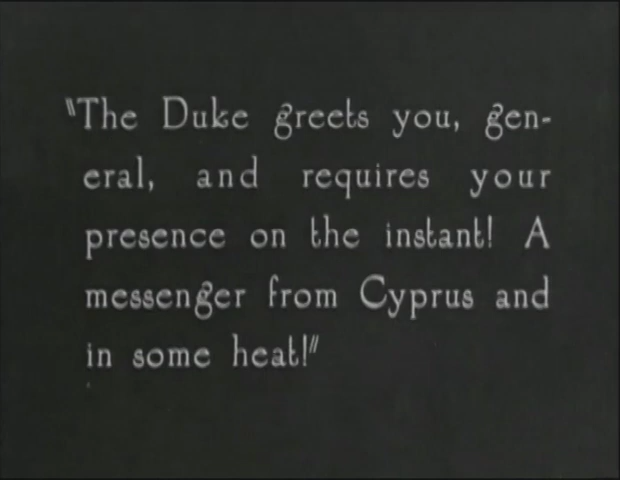 "The Duke greets you, gen-
eral, and requires your
presence on the instant! A
messenger from Cyprus and
in some heat!"